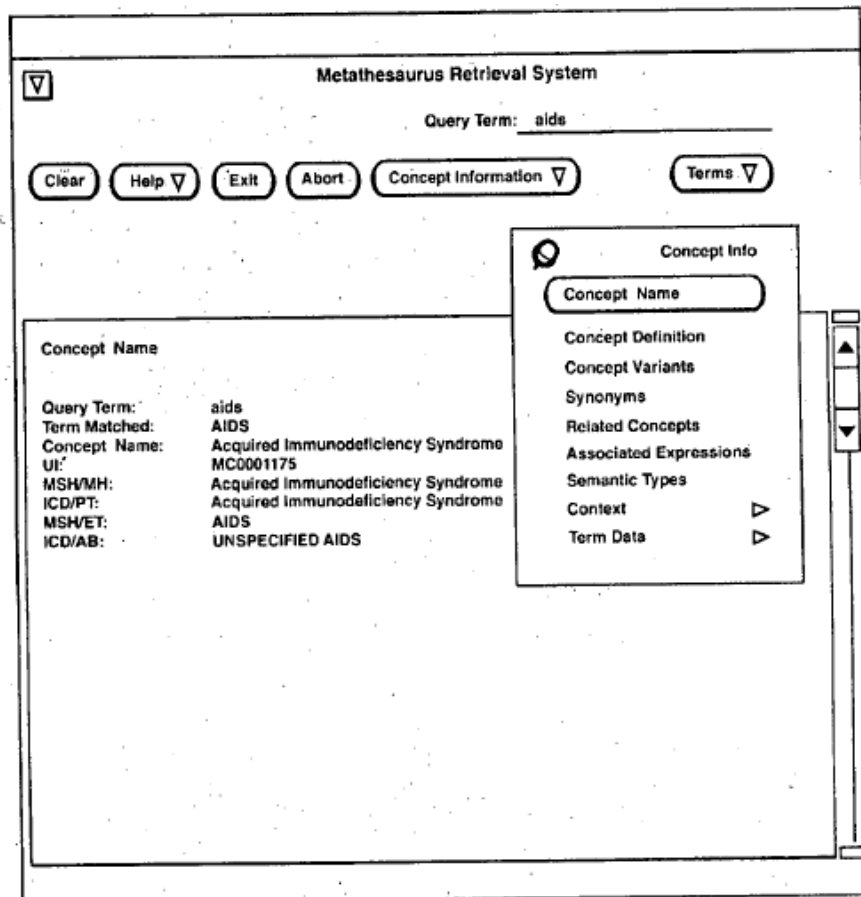 Metathesaurus Retrieval System
Query Term: aids
Clear Help Exit Abort Concept Information Terms
Concept Info
Concept Name
Concept Definition
Concept Variants
Synonyms
Related Concepts
Associated Expressions
Semantic Types
Context
Term Data
Concept Name
Query Term: aids
Term Matched: AIDS
Concept Name: Acquired Immunodeficiency Syndrome
UI: MC0001175
MSH/MH: Acquired Immunodeficiency Syndrome
ICD/PT: Acquired Immunodeficiency Syndrome
MSH/ET: AIDS
ICD/AB: UNSPECIFIED AIDS